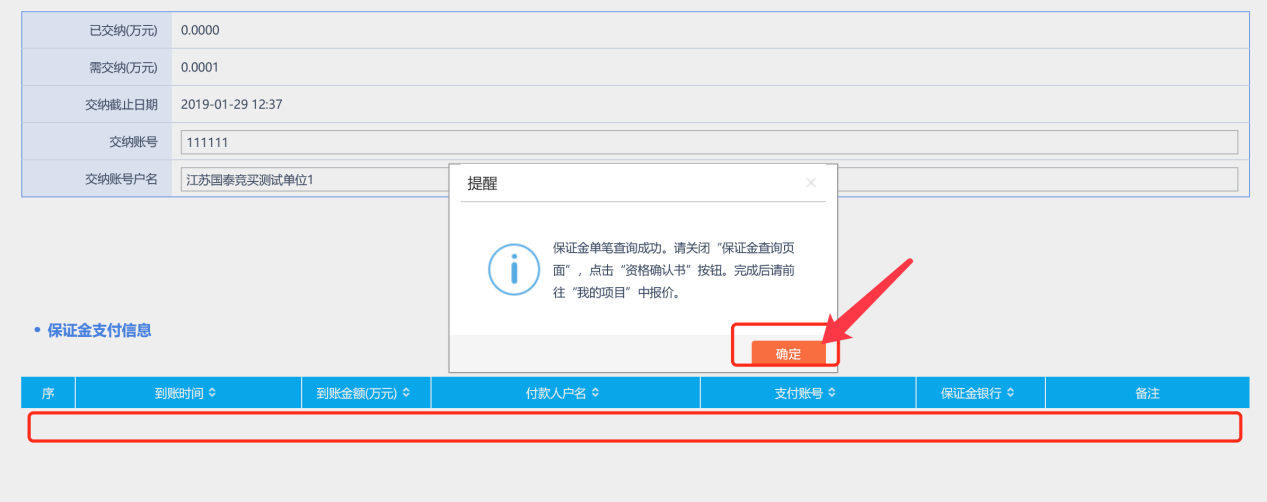 已交纳(万元) 0.0000
需交纳(万元) 0.0001
交纳截止日期 2019-01-29 12:37
交纳账号 111111
交纳账号户名 江苏国泰竞买测试单位1
提醒
保证金单笔查询成功。请关闭“保证金查询页
面”，点击“资格确认书”按钮。完成后请前
往“我的项目”中报价。
确定
• 保证金支付信息
序 到账时间 到账金额(万元) 付款人户名 支付账号 保证金银行 备注